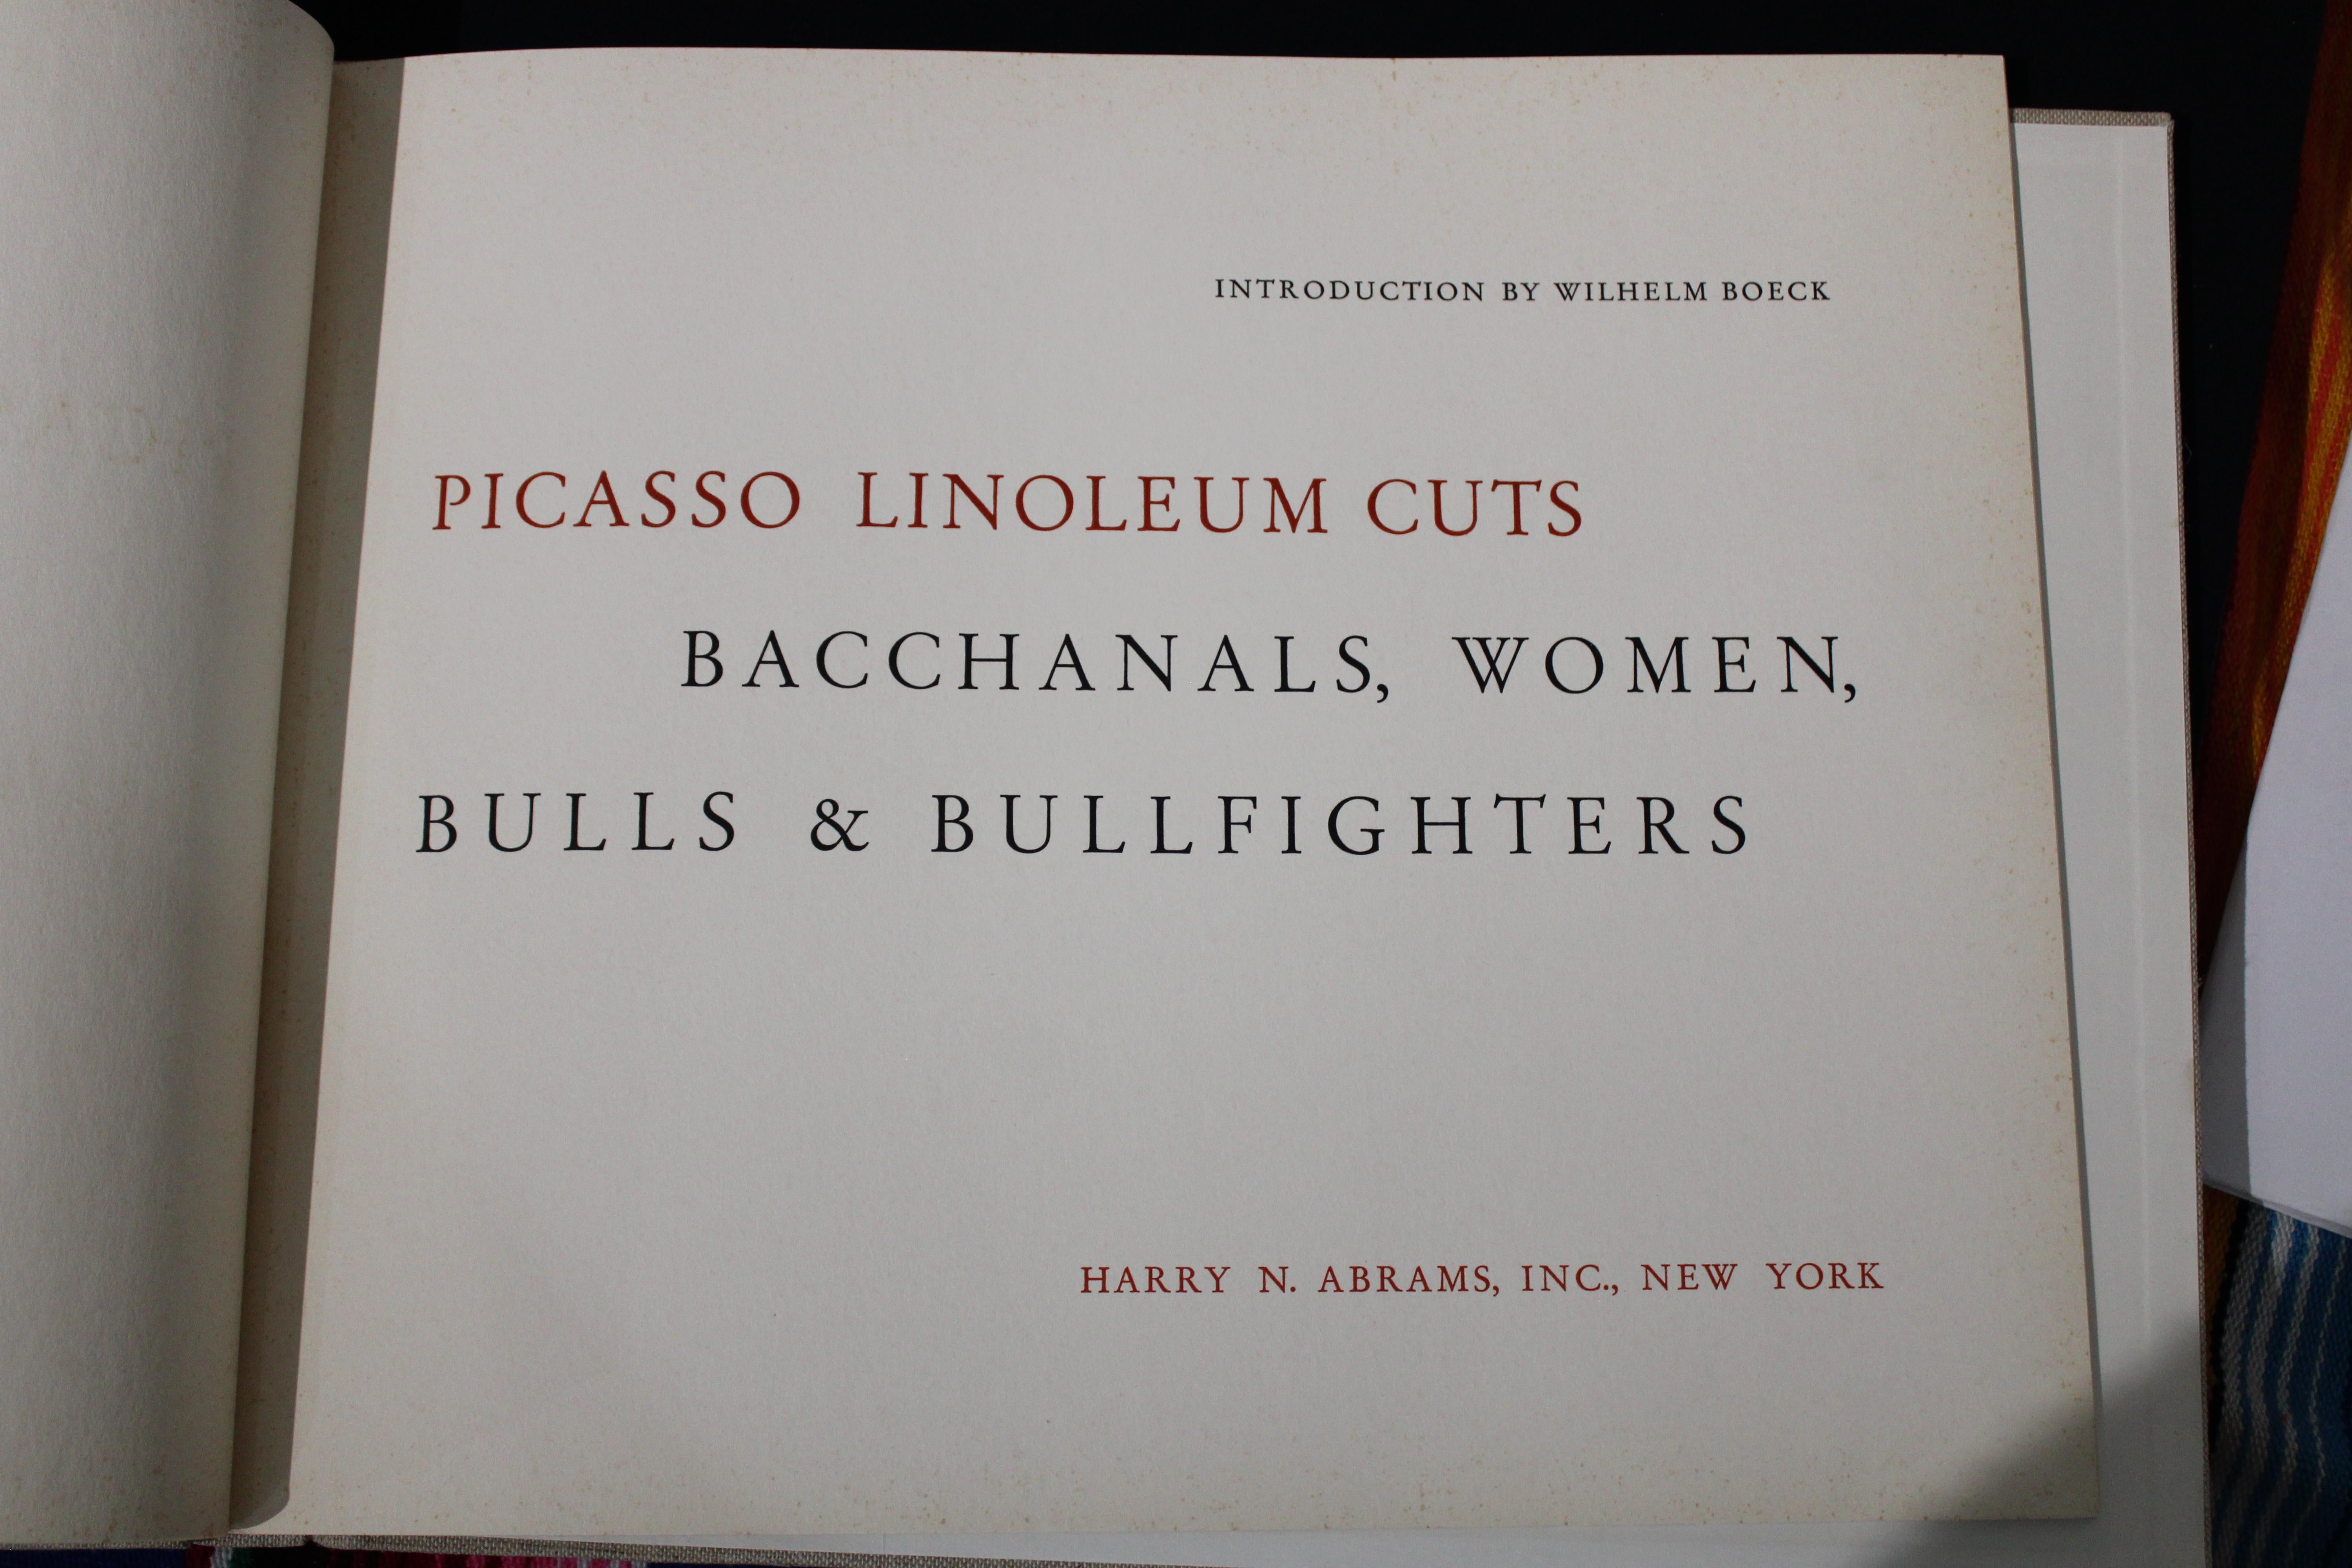 INTRODUCTION BY WILHELM BOECK
PICASSO LINOLEUM CUTS
BACCHANALS, WOMEN,
BULLS & BULLFIGHTERS
HARRY N. ABRAMS, INC., NEW YORK